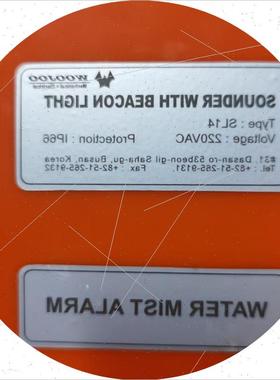 WOOJOO
SOUNDER WITH BEACON LIGHT
Type : SL14
Voltage : 220VAC Protection : IP66
#31, Dasan-ro 53beon-gil Saha-gu, Busan, Korea
Tel. : +82-51-265-9131, Fax. : +82-51-265-9132
WATER MiST ALARM